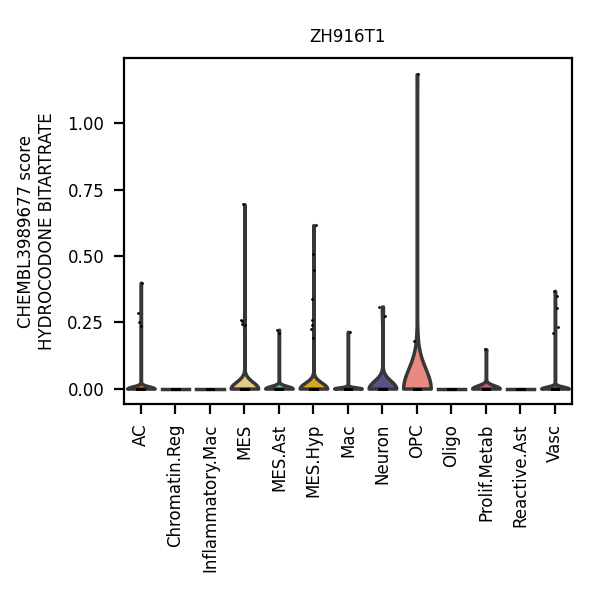 ZH916T1
CHEMBL3989677 score
HYDROCODONE BITARTRATE
1.00
0.75
0.50
0.25
0.00
AC
Chromatin.Reg
Inflammatory.Mac
MES
MES.Ast
MES.Hyp
Mac
Neuron
OPC
Oligo
Prolif.Metab
Reactive.Ast
Vasc